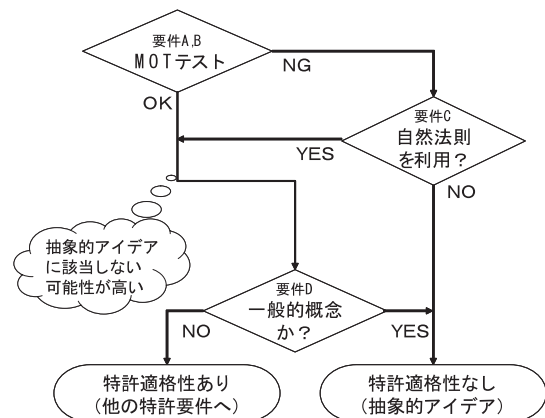 要件A,B
MOTテスト
NG
OK
要件C
自然法則
を利用？
YES
NO
抽象的アイデア
に該当しない
可能性が高い
要件D
一般的概念
か？
NO
YES
特許適格性あり
(他の特許要件へ)
特許適格性なし
(抽象的アイデア)